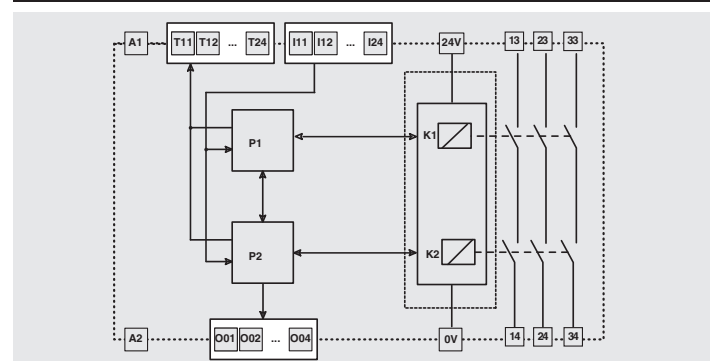 A1 T11 T12 ... T24 I11 I12 ... I24 24V 13 23 33
K1
P1
K2
P2
A2 O01 O02 ... O04 0V 14 24 34